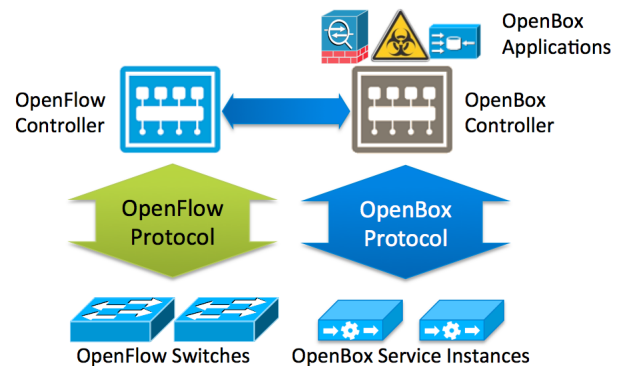 OpenBox
Applications
OpenFlow
Controller
OpenBox
Controller
OpenFlow
Protocol
OpenBox
Protocol
OpenFlow Switches
OpenBox Service Instances